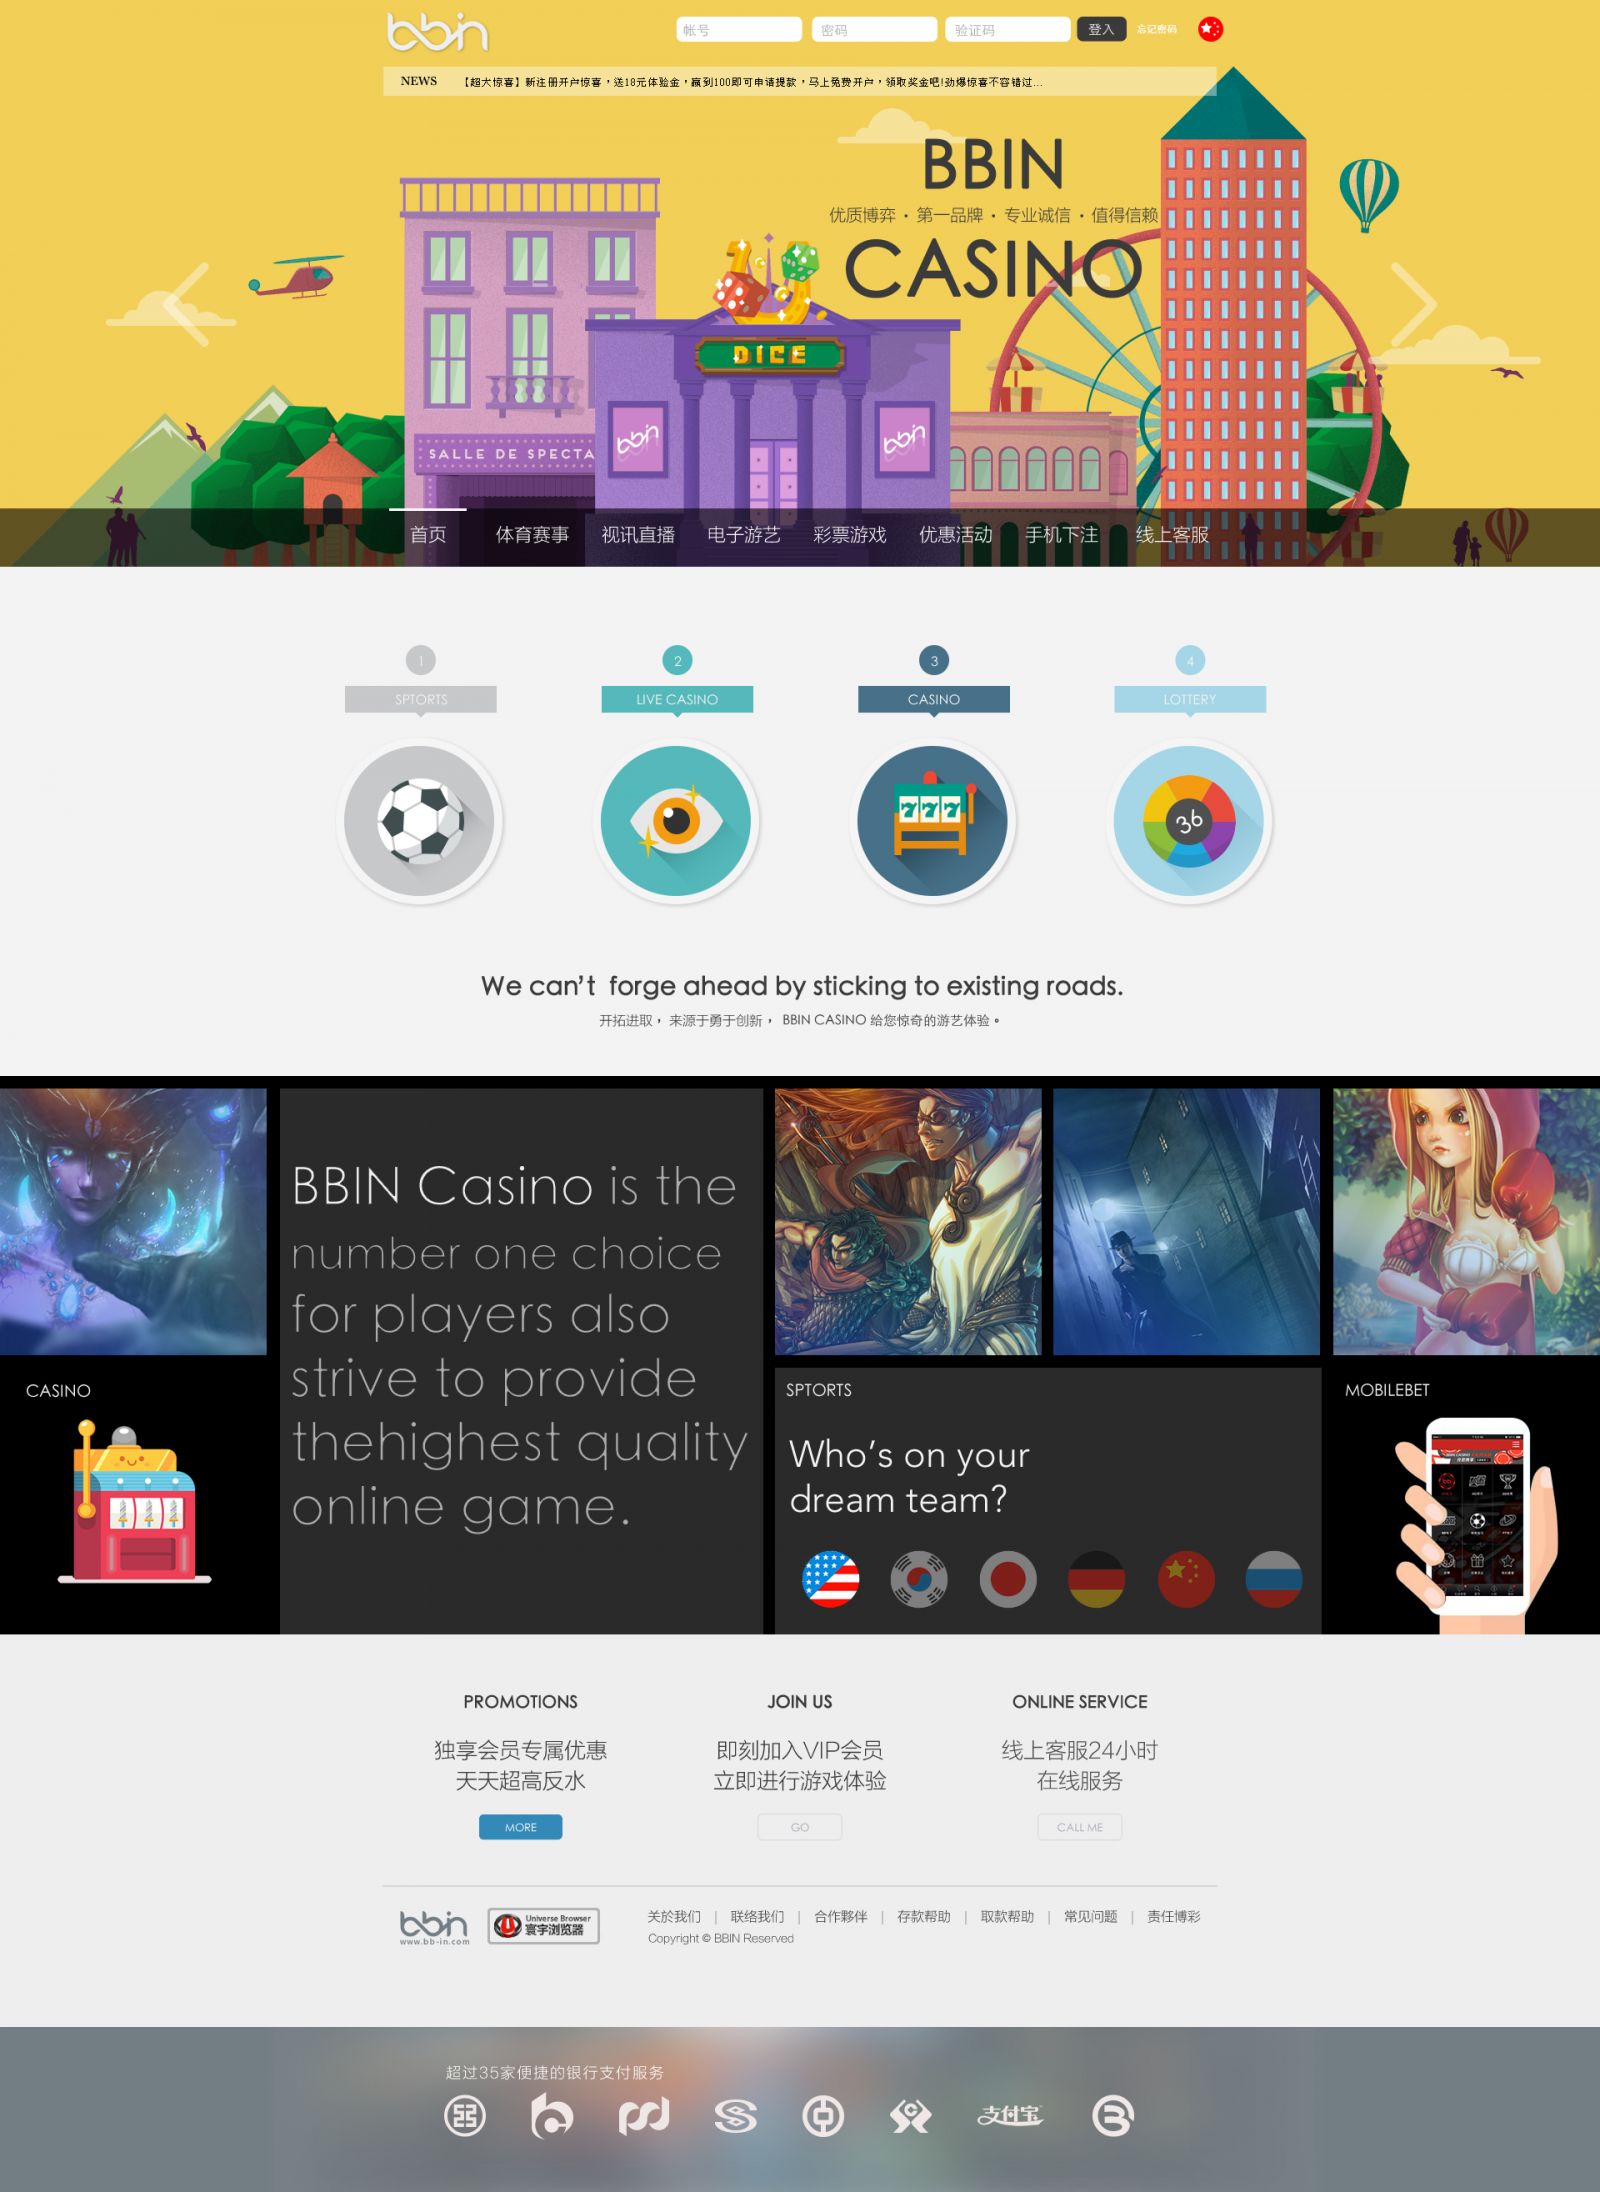 bbin
帐号
密码
验证码
登入
忘记密码
NEWS 【超大惊喜】新注册开户惊喜，送18元体验金，赢到100即可申请提款，马上免费开户，领取奖金吧!劲爆惊喜不容错过...
BBIN
优质博弈 · 第一品牌 · 专业诚信 · 值得信赖
CASINO
DICE
bbin
bbin
SALLE DE SPECTA
首页 体育赛事 视讯直播 电子游艺 彩票游戏 优惠活动 手机下注 线上客服
1 2 3 4
SPTORTS LIVE CASINO CASINO LOTTERY
777
36
We can't forge ahead by sticking to existing roads.
开拓进取， 来源于勇于创新， BBIN CASINO 给您惊奇的游艺体验。
BBIN Casino is the
number one choice
for players also
strive to provide
thehighest quality
online game.
CASINO
SPTORTS
Who's on your
dream team?
MOBILEBET
PROMOTIONS
独享会员专属优惠
天天超高反水
MORE
JOIN US
即刻加入VIP会员
立即进行游戏体验
GO
ONLINE SERVICE
线上客服24小时
在线服务
CALL ME
bbin
www.bb-in.com
Universe Browser
寰宇浏览器
关於我们 | 联络我们 | 合作夥伴 | 存款帮助 | 取款帮助 | 常见问题 | 责任博彩
Copyright © BBIN Reserved
超过35家便捷的银行支付服务
支付宝